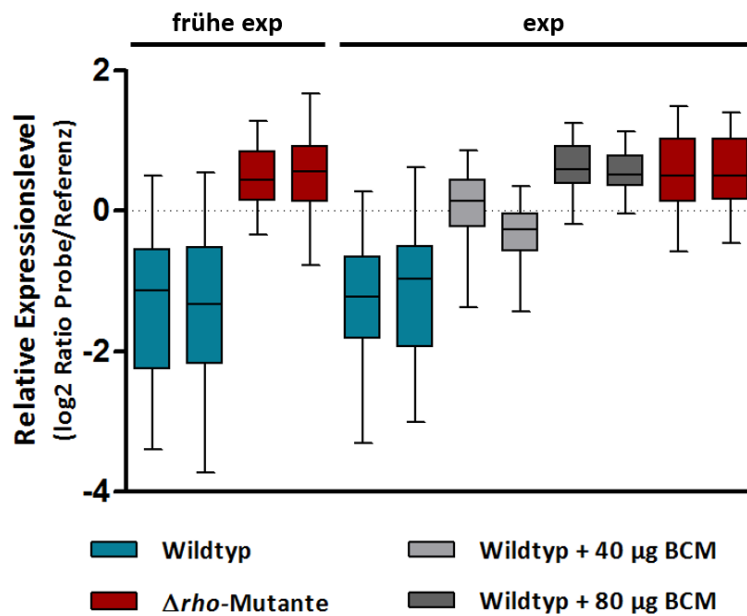 frühe exp
exp
Relative Expressionslevel
(log2 Ratio Probe/Referenz)
2
0
-2
-4
Wildtyp
Wildtyp + 40 µg BCM
Δrho-Mutante
Wildtyp + 80 µg BCM